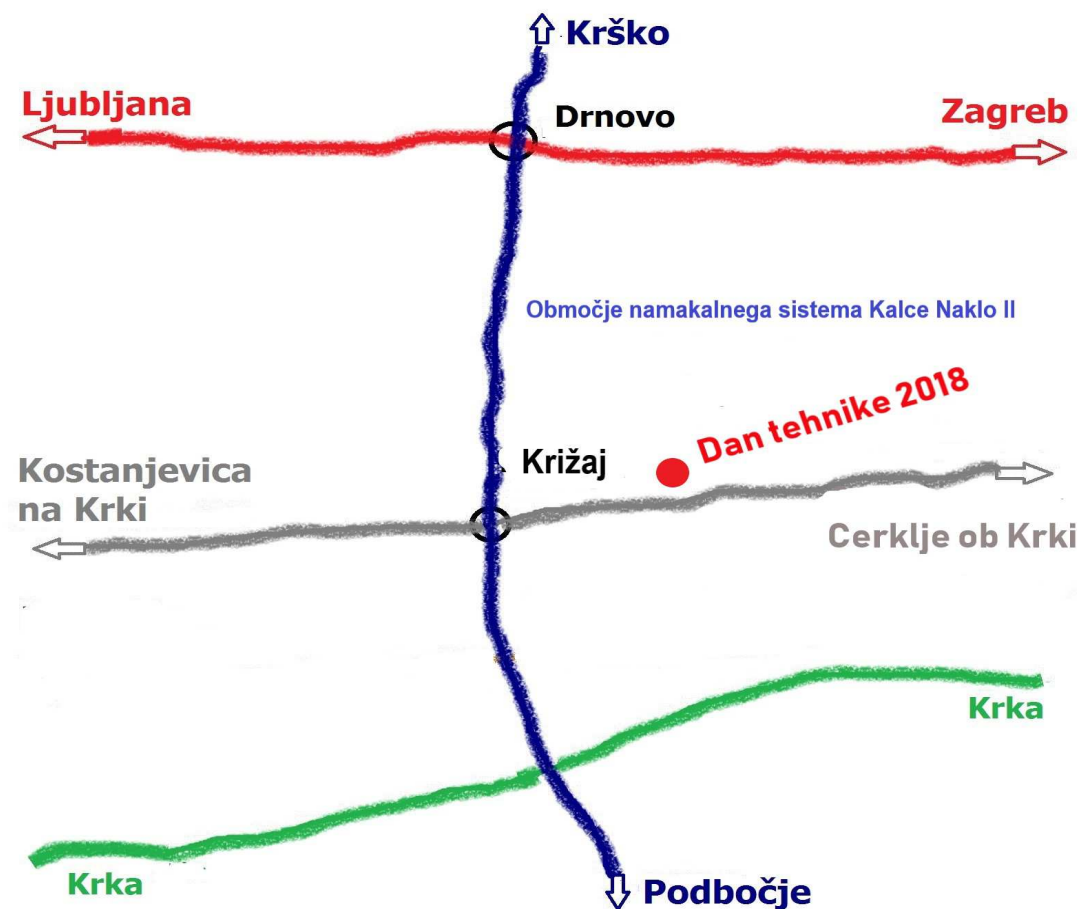 Krško
Ljubljana
Drnovo
Zagreb
Območje namakalnega sistema Kalce Naklo II
Dan tehnike 2018
Križaj
Kostanjevica
na Krki
Cerklje ob Krki
Krka
Krka
Podbočje